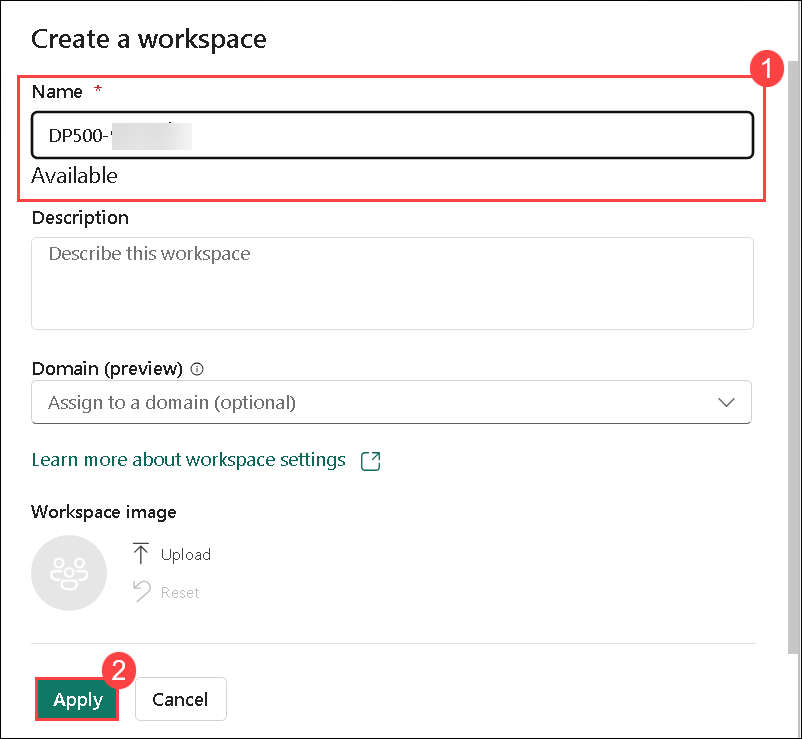 Create a workspace
1
Name *
DP500-
Available
Description
Describe this workspace
Domain (preview)
Assign to a domain (optional)
Learn more about workspace settings
Workspace image
Upload
Reset
2
Apply
Cancel